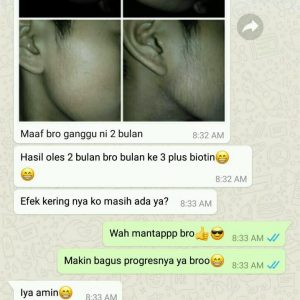 Maaf bro ganggu ni 2 bulan
8:32 AM
Hasil oles 2 bulan bro bulan ke 3 plus biotin😁
😁
8:32 AM
Efek kering nya ko masih ada ya?
8:33 AM
Wah mantappp bro👍😎
8:33 AM
Makin bagus progresnya ya broo😁
8:33 AM
Iya amin😁
8:33 AM